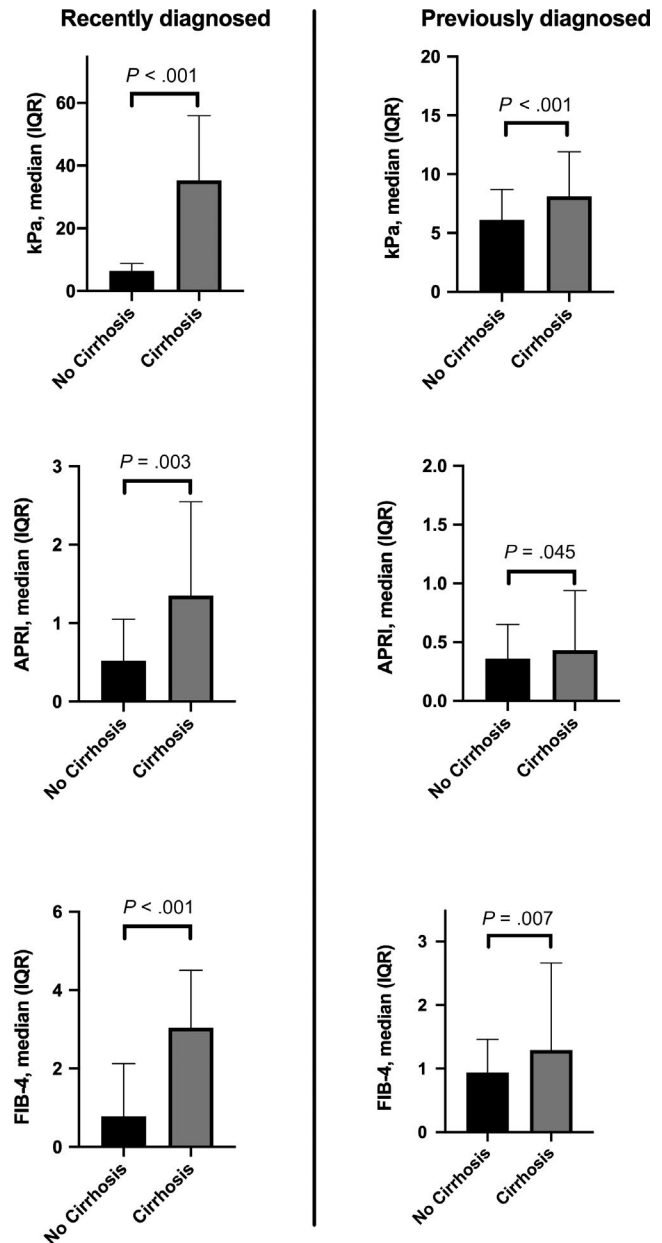 Recently diagnosed
P < .001
kPa, median (IQR)
60
40
20
0
No Cirrhosis
Cirrhosis
P = .003
APRI, median (IQR)
3
2
1
0
No Cirrhosis
Cirrhosis
P < .001
FIB-4, median (IQR)
6
4
2
0
No Cirrhosis
Cirrhosis
Previously diagnosed
P < .001
kPa, median (IQR)
20
15
10
5
0
No Cirrhosis
Cirrhosis
P = .045
APRI, median (IQR)
2.0
1.5
1.0
0.5
0.0
No Cirrhosis
Cirrhosis
P = .007
FIB-4, median (IQR)
3
2
1
0
No Cirrhosis
Cirrhosis